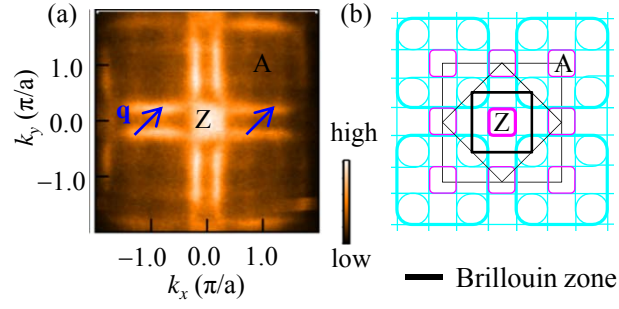 (a)
(b)
A
q
Z
1.0
0.0
−1.0
k_y (π/a)
−1.0 0.0 1.0
k_x (π/a)
high
low
A
Z
Brillouin zone